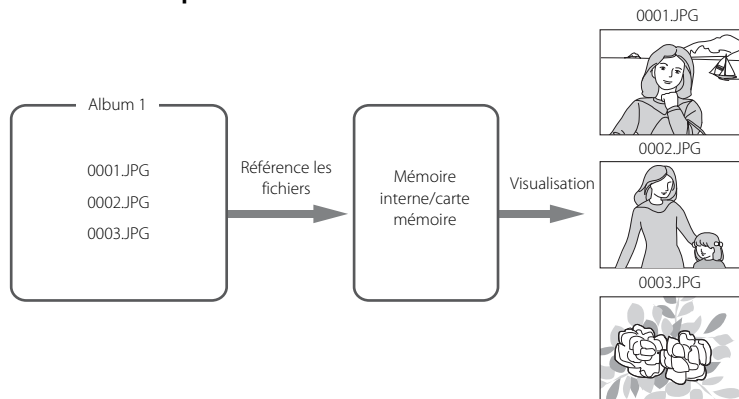 Album 1
0001.JPG
0002.JPG
0003.JPG
Référence les
fichiers
Mémoire
interne/carte
mémoire
Visualisation
0001.JPG
0002.JPG
0003.JPG